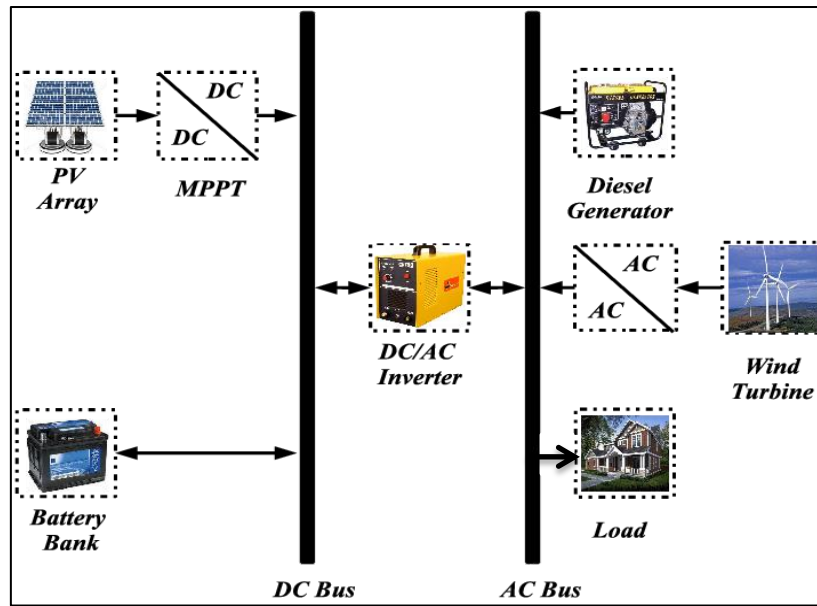 DC
DC
PV
Array
MPPT
Diesel
Generator
DC/AC
Inverter
AC
AC
Wind
Turbine
Battery
Bank
Load
DC Bus
AC Bus